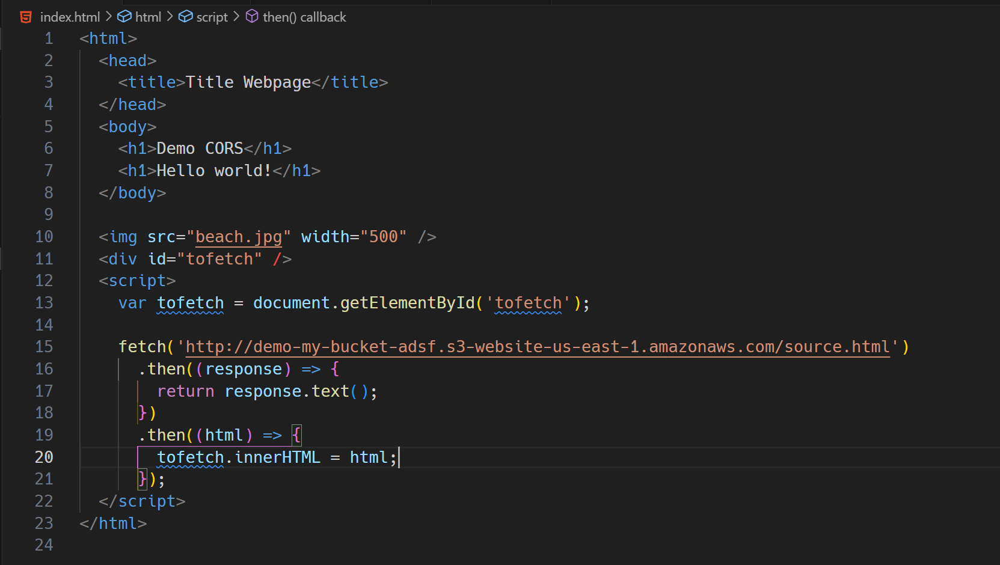 index.html > html > script > then() callback
1 <html>
2   <head>
3     <title>Title Webpage</title>
4   </head>
5   <body>
6     <h1>Demo CORS</h1>
7     <h1>Hello world!</h1>
8   </body>
9
10   <img src="beach.jpg" width="500" />
11   <div id="tofetch" />
12   <script>
13     var tofetch = document.getElementById('tofetch');
14
15     fetch('http://demo-my-bucket-adsf.s3-website-us-east-1.amazonaws.com/source.html')
16       .then((response) => {
17         return response.text();
18       })
19       .then((html) => {
20         tofetch.innerHTML = html;
21       });
22   </script>
23 </html>
24